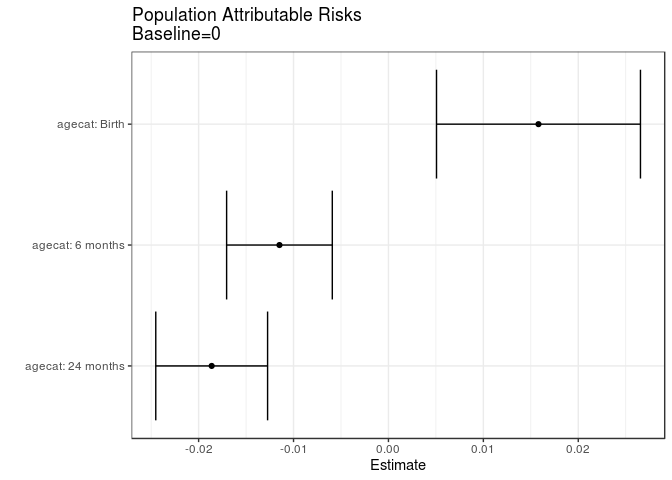 Population Attributable Risks
Baseline=0
agecat: Birth
agecat: 6 months
agecat: 24 months
-0.02 -0.01 0.00 0.01 0.02
Estimate